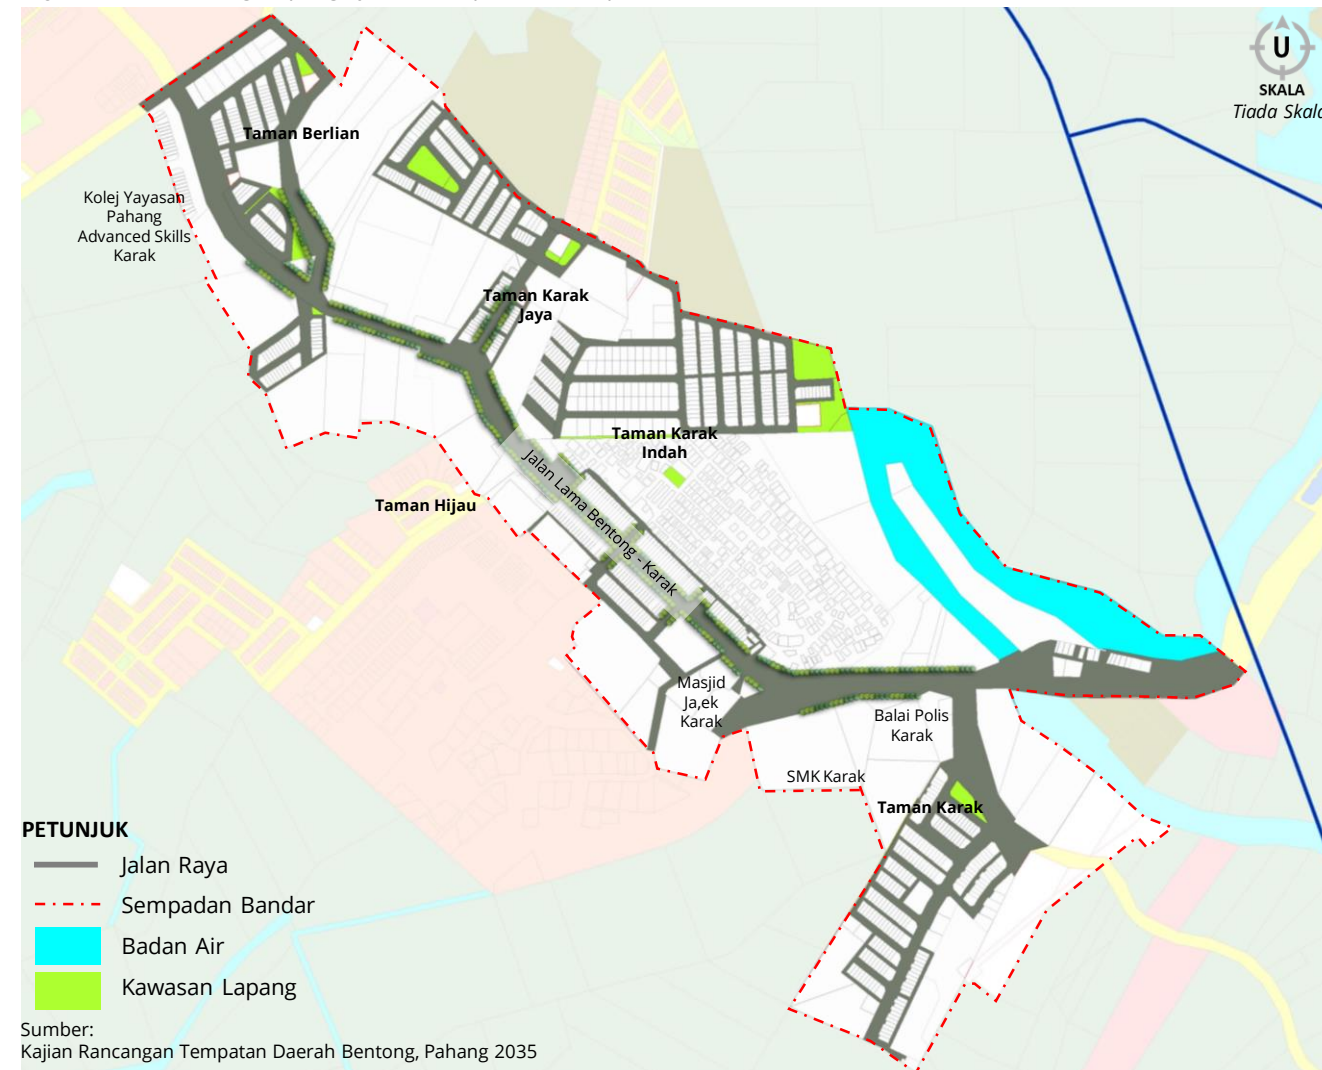 U
SKALA
Tiada Skala
Taman Berlian
Kolej Yayasan
Pahang
Advanced Skills
Karak
Taman Karak
Jaya
Taman Karak
Indah
Jalan Lama Bentong - Karak
Taman Hijau
Masjid
Ja,ek
Karak
Balai Polis
Karak
SMK Karak
Taman Karak
PETUNJUK
Jalan Raya
Sempadan Bandar
Badan Air
Kawasan Lapang
Sumber:
Kajian Rancangan Tempatan Daerah Bentong, Pahang 2035